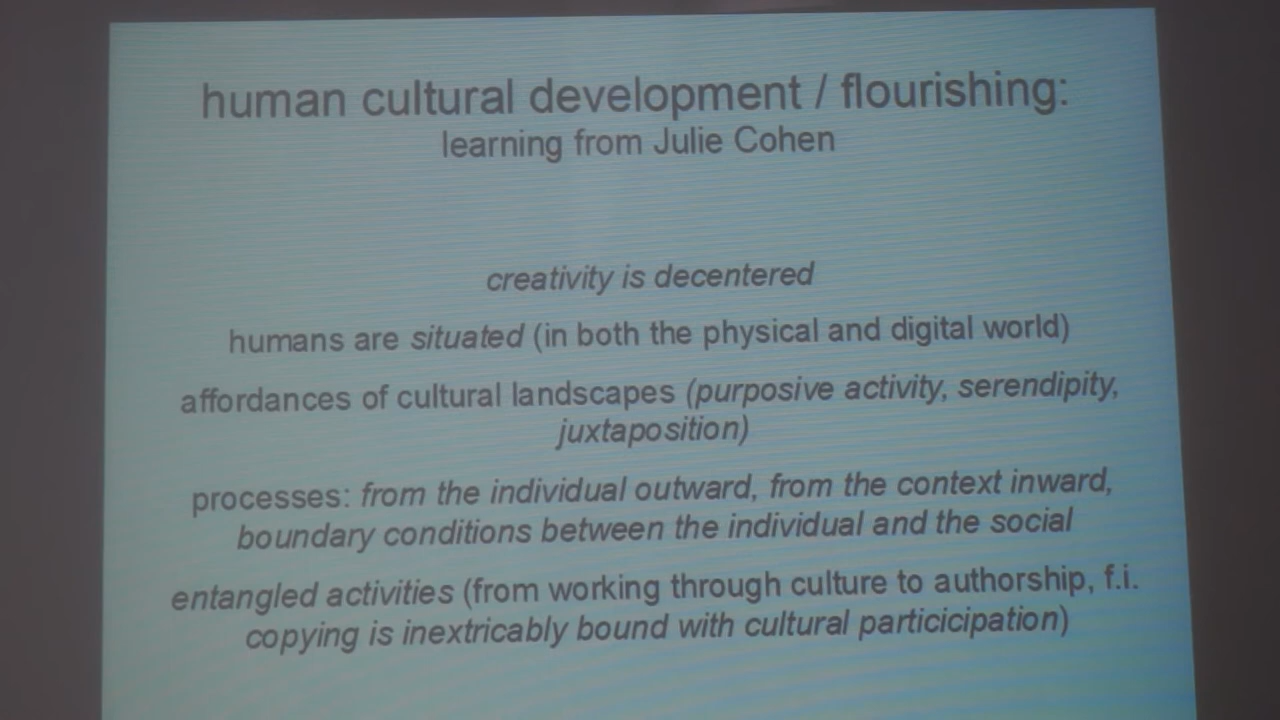 human cultural development / flourishing:
learning from Julie Cohen
creativity is decentered
humans are situated (in both the physical and digital world)
affordances of cultural landscapes (purposive activity, serendipity,
juxtaposition)
processes: from the individual outward, from the context inward,
boundary conditions between the individual and the social
entangled activities (from working through culture to authorship, f.i.
copying is inextricably bound with cultural particicipation)